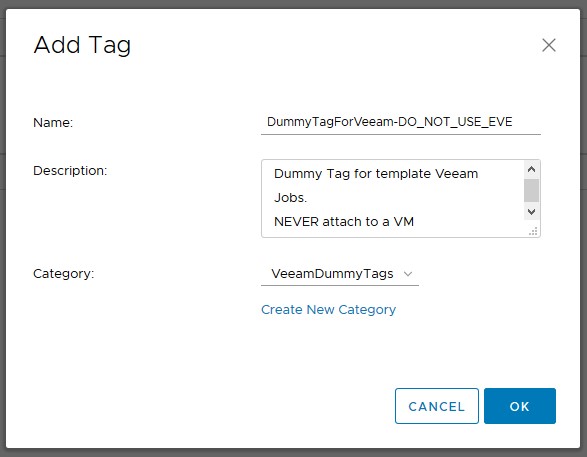 Add Tag
Name:
DummyTagForVeeam-DO_NOT_USE_EVE
Description:
Dummy Tag for template Veeam
Jobs.
NEVER attach to a VM
Category:
VeeamDummyTags
Create New Category
CANCEL
OK